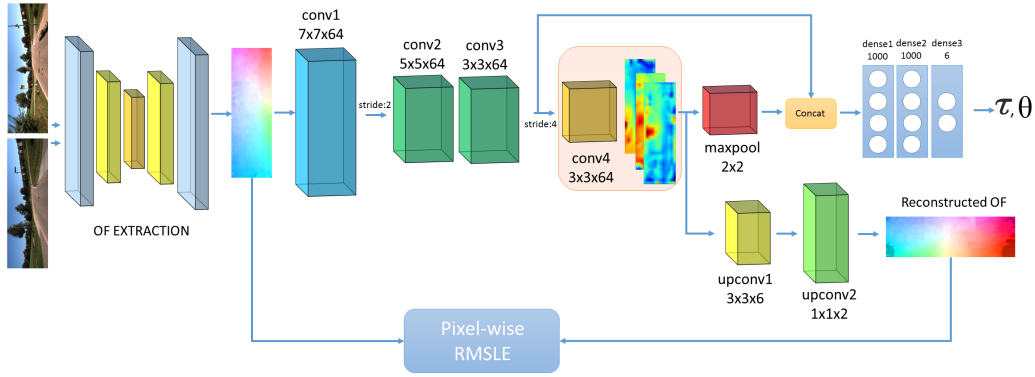 OF EXTRACTION
conv1
7x7x64
stride:2
conv2
5x5x64
conv3
3x3x64
stride:4
conv4
3x3x64
maxpool
2x2
Concat
dense1
1000
dense2
1000
dense3
6
τ,θ
upconv1
3x3x6
upconv2
1x1x2
Reconstructed OF
Pixel-wise
RMSLE